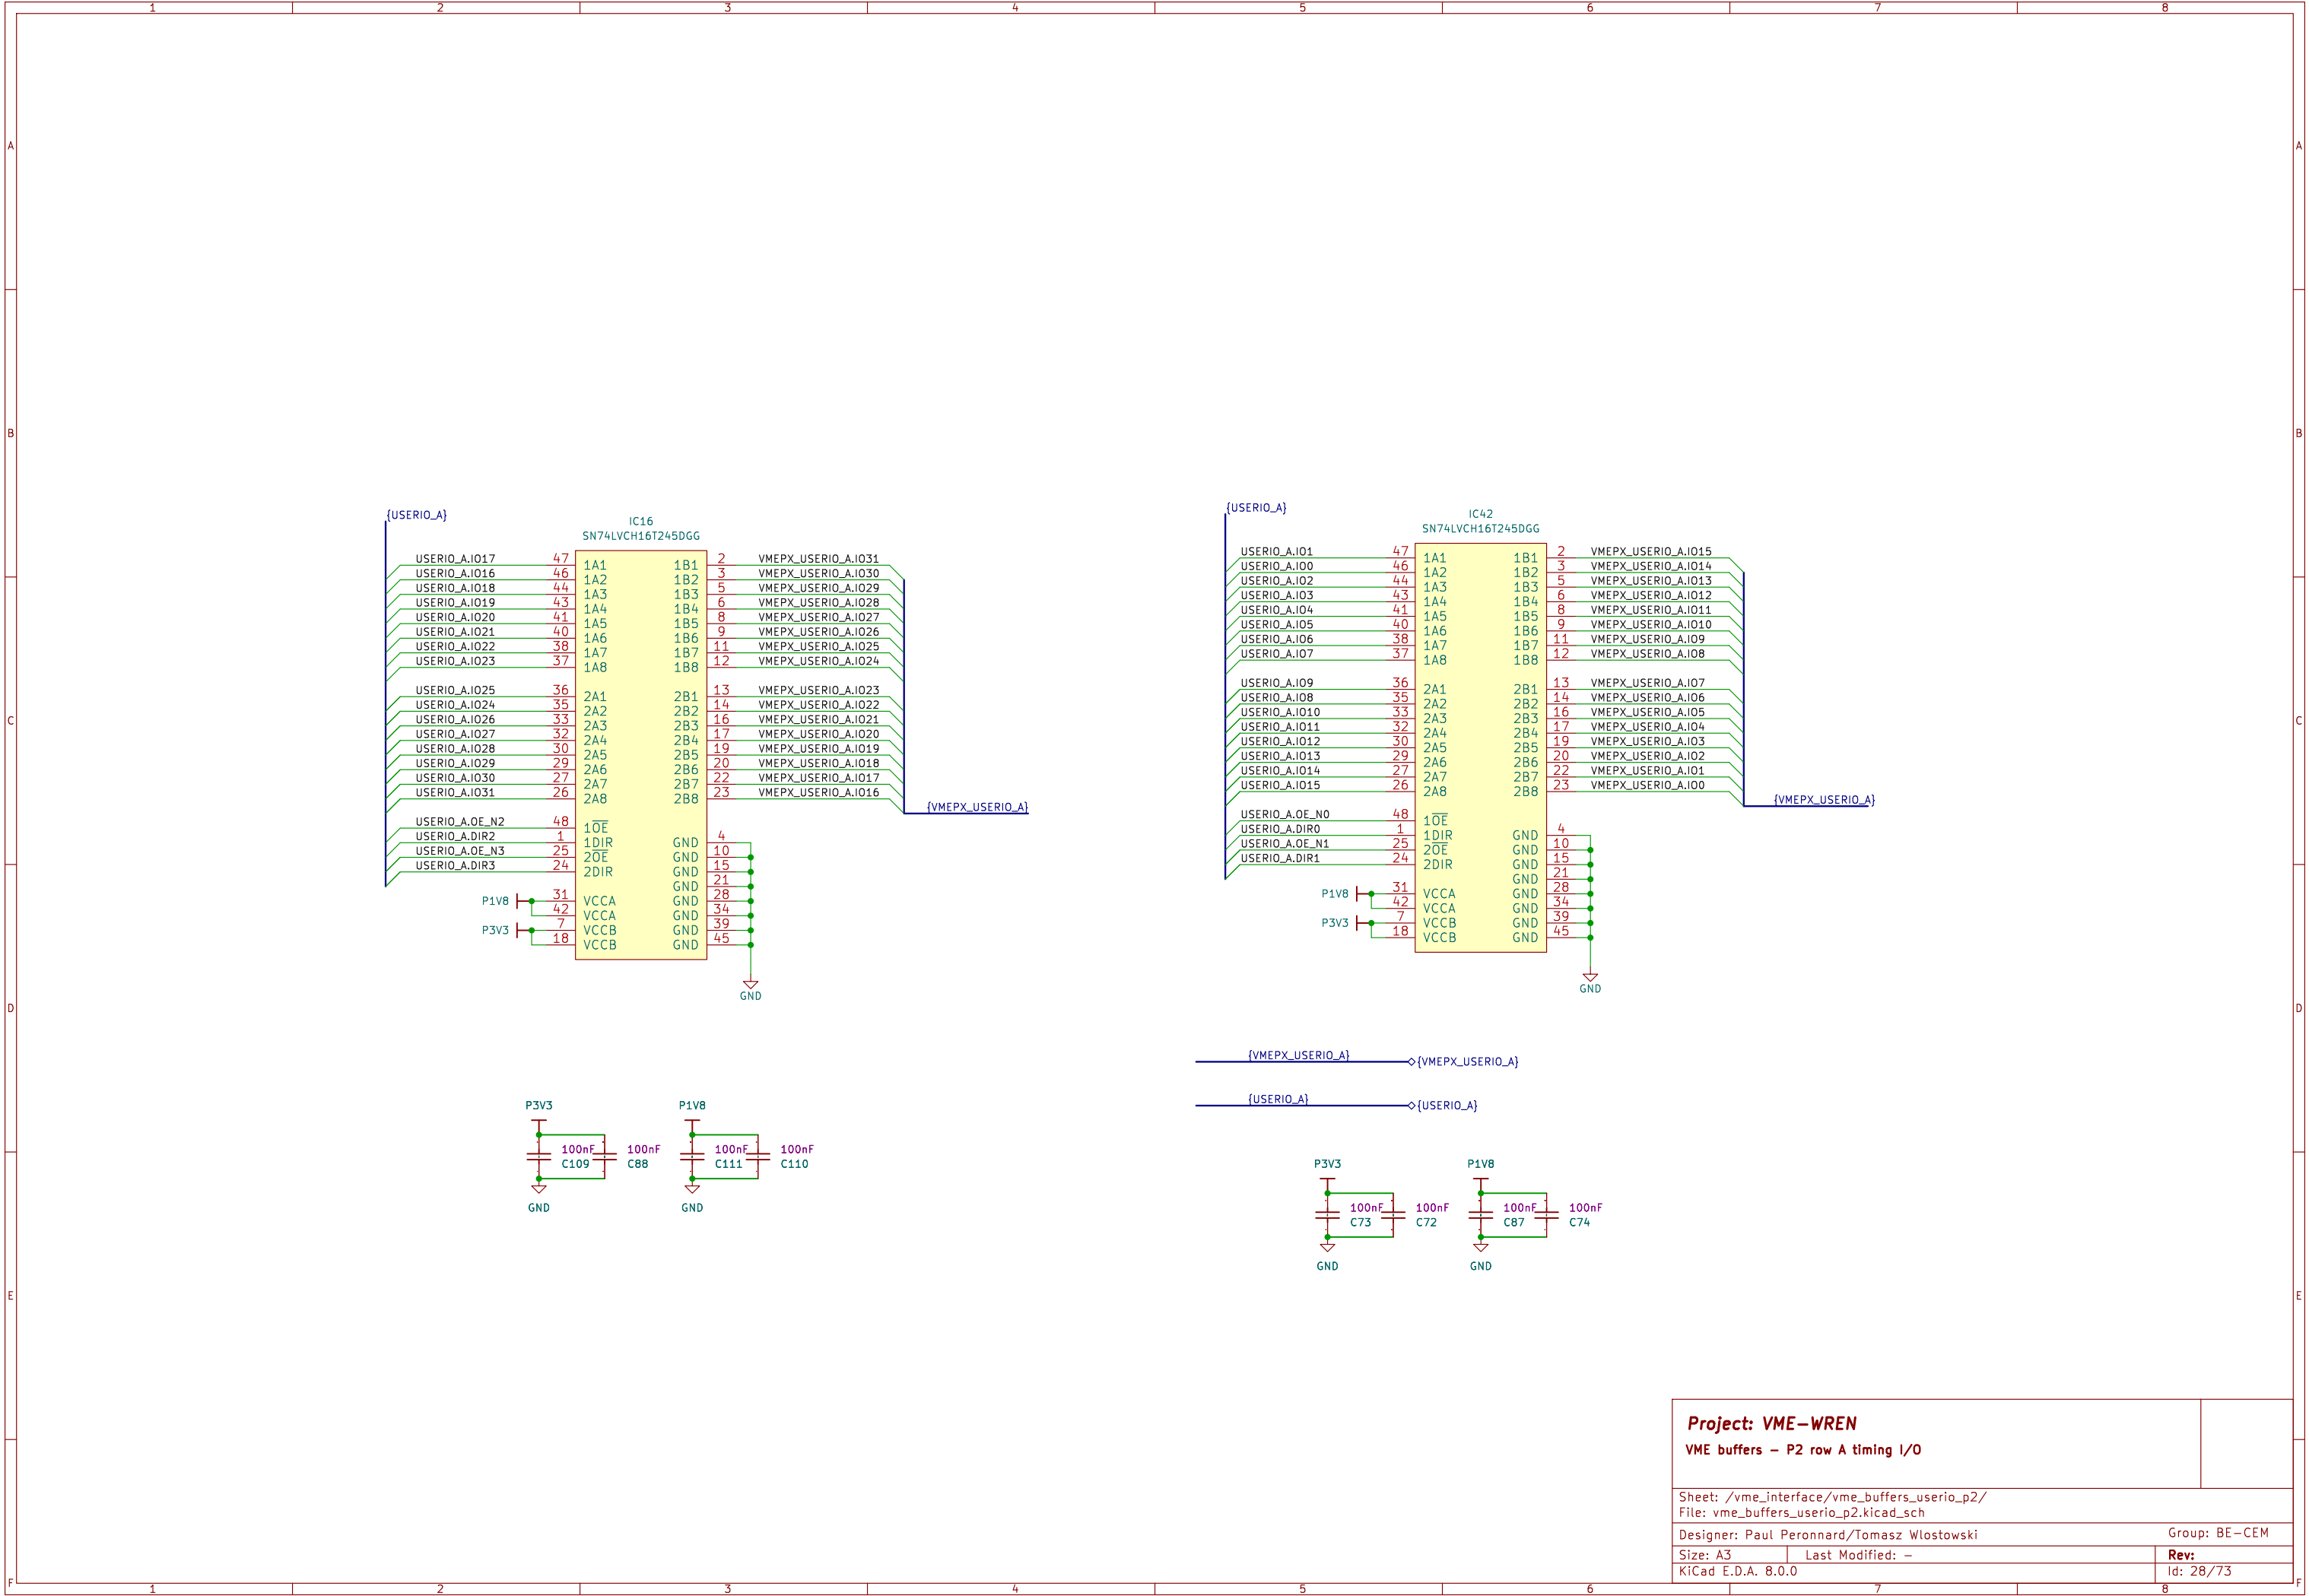 1 2 3 4 5 6 7 8
A A
B B
C C
D D
E E
F F
{USERIO_A}
IC16
SN74LVCH16T245DGG
USERIO_A.IO17 47 1A1 1B1 2 VMEPX_USERIO_A.IO31
USERIO_A.IO16 46 1A2 1B2 3 VMEPX_USERIO_A.IO30
USERIO_A.IO18 44 1A3 1B3 5 VMEPX_USERIO_A.IO29
USERIO_A.IO19 43 1A4 1B4 6 VMEPX_USERIO_A.IO28
USERIO_A.IO20 41 1A5 1B5 8 VMEPX_USERIO_A.IO27
USERIO_A.IO21 40 1A6 1B6 9 VMEPX_USERIO_A.IO26
USERIO_A.IO22 38 1A7 1B7 11 VMEPX_USERIO_A.IO25
USERIO_A.IO23 37 1A8 1B8 12 VMEPX_USERIO_A.IO24
USERIO_A.IO25 36 2A1 2B1 13 VMEPX_USERIO_A.IO23
USERIO_A.IO24 35 2A2 2B2 14 VMEPX_USERIO_A.IO22
USERIO_A.IO26 33 2A3 2B3 16 VMEPX_USERIO_A.IO21
USERIO_A.IO27 32 2A4 2B4 17 VMEPX_USERIO_A.IO20
USERIO_A.IO28 30 2A5 2B5 19 VMEPX_USERIO_A.IO19
USERIO_A.IO29 29 2A6 2B6 20 VMEPX_USERIO_A.IO18
USERIO_A.IO30 27 2A7 2B7 22 VMEPX_USERIO_A.IO17
USERIO_A.IO31 26 2A8 2B8 23 VMEPX_USERIO_A.IO16
{VMEPX_USERIO_A}
USERIO_A.OE_N2 48 1OE
USERIO_A.DIR2 1 1DIR GND 4
USERIO_A.OE_N3 25 2OE GND 10
USERIO_A.DIR3 24 2DIR GND 15
GND 21
P1V8 31 VCCA GND 28
42 VCCA GND 34
P3V3 7 VCCB GND 39
18 VCCB GND 45
GND
{USERIO_A}
IC42
SN74LVCH16T245DGG
USERIO_A.IO1 47 1A1 1B1 2 VMEPX_USERIO_A.IO15
USERIO_A.IO0 46 1A2 1B2 3 VMEPX_USERIO_A.IO14
USERIO_A.IO2 44 1A3 1B3 5 VMEPX_USERIO_A.IO13
USERIO_A.IO3 43 1A4 1B4 6 VMEPX_USERIO_A.IO12
USERIO_A.IO4 41 1A5 1B5 8 VMEPX_USERIO_A.IO11
USERIO_A.IO5 40 1A6 1B6 9 VMEPX_USERIO_A.IO10
USERIO_A.IO6 38 1A7 1B7 11 VMEPX_USERIO_A.IO9
USERIO_A.IO7 37 1A8 1B8 12 VMEPX_USERIO_A.IO8
USERIO_A.IO9 36 2A1 2B1 13 VMEPX_USERIO_A.IO7
USERIO_A.IO8 35 2A2 2B2 14 VMEPX_USERIO_A.IO6
USERIO_A.IO10 33 2A3 2B3 16 VMEPX_USERIO_A.IO5
USERIO_A.IO11 32 2A4 2B4 17 VMEPX_USERIO_A.IO4
USERIO_A.IO12 30 2A5 2B5 19 VMEPX_USERIO_A.IO3
USERIO_A.IO13 29 2A6 2B6 20 VMEPX_USERIO_A.IO2
USERIO_A.IO14 27 2A7 2B7 22 VMEPX_USERIO_A.IO1
USERIO_A.IO15 26 2A8 2B8 23 VMEPX_USERIO_A.IO0
{VMEPX_USERIO_A}
USERIO_A.OE_N0 48 1OE
USERIO_A.DIR0 1 1DIR GND 4
USERIO_A.OE_N1 25 2OE GND 10
USERIO_A.DIR1 24 2DIR GND 15
GND 21
P1V8 31 VCCA GND 28
42 VCCA GND 34
P3V3 7 VCCB GND 39
18 VCCB GND 45
GND
{VMEPX_USERIO_A} {VMEPX_USERIO_A}
{USERIO_A} {USERIO_A}
P3V3 P1V8
100nF 100nF 100nF 100nF
C109 C88 C111 C110
GND GND
P3V3 P1V8
100nF 100nF 100nF 100nF
C73 C72 C87 C74
GND GND
Project: VME-WREN
VME buffers - P2 row A timing I/O
Sheet: /vme_interface/vme_buffers_userio_p2/
File: vme_buffers_userio_p2.kicad_sch
Designer: Paul Peronnard/Tomasz Wlostowski Group: BE-CEM
Size: A3 Last Modified: - Rev:
KiCad E.D.A. 8.0.0 Id: 28/73
1 2 3 4 5 6 7 8